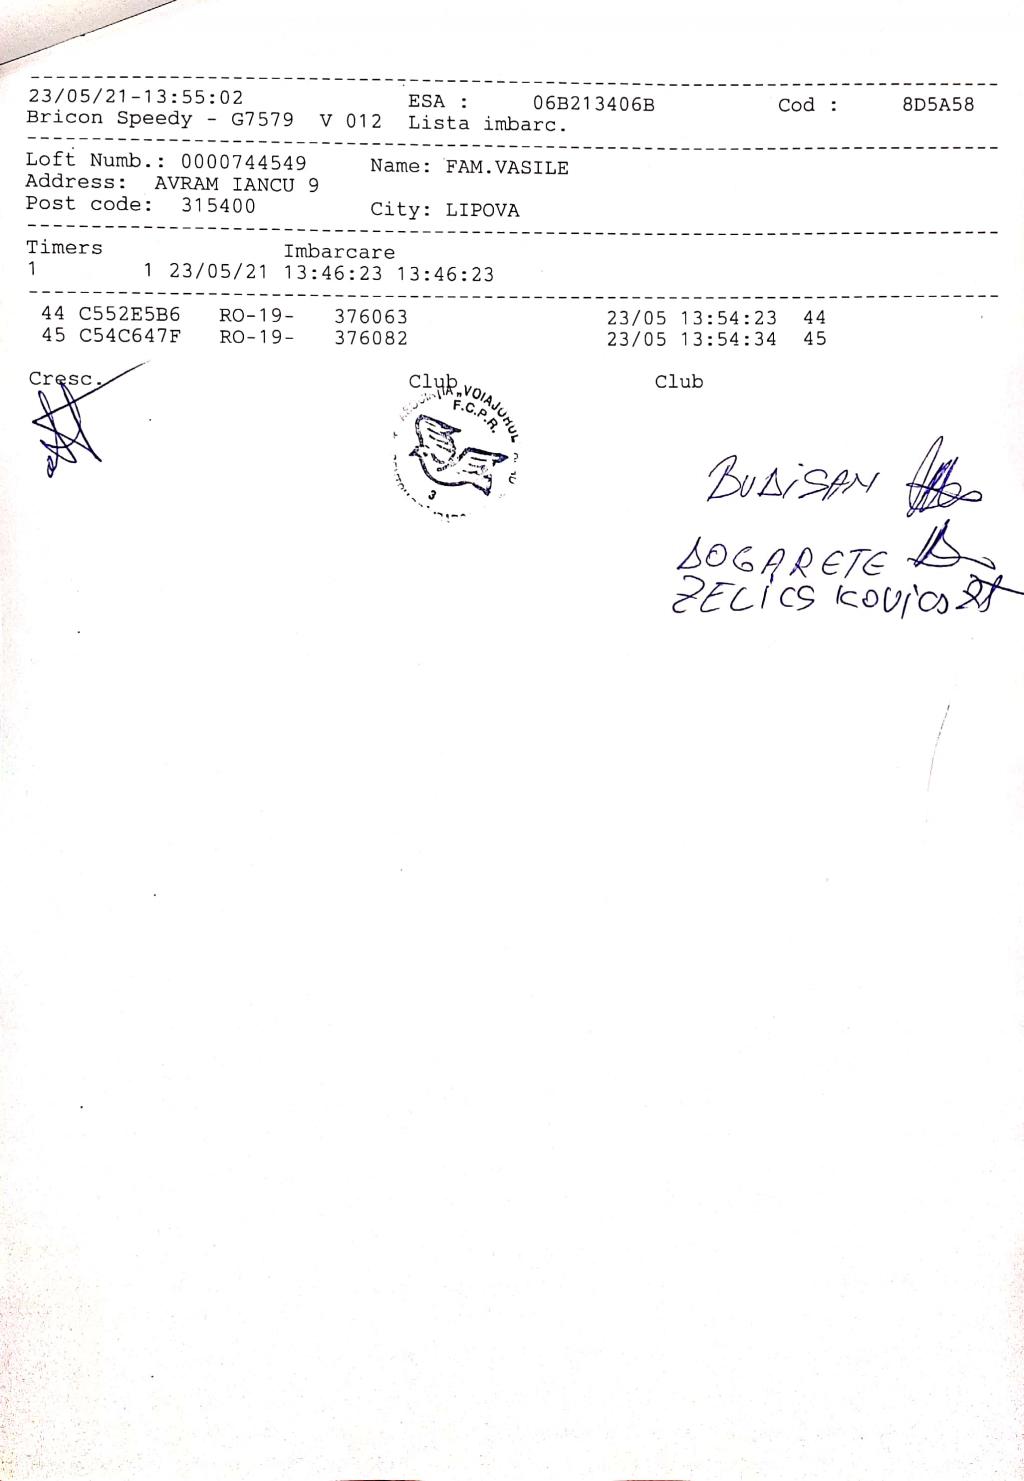 23/05/21-13:55:02 ESA : 06B213406B Cod : 8D5A58
Bricon Speedy - G7579 V 012 Lista imbarc.
Loft Numb.: 0000744549 Name: FAM.VASILE
Address: AVRAM IANCU 9
Post code: 315400 City: LIPOVA
Timers Imbarcare
1 1 23/05/21 13:46:23 13:46:23
44 C552E5B6 RO-19- 376063 23/05 13:54:23 44
45 C54C647F RO-19- 376082 23/05 13:54:34 45
Cresc. Club Club
"VOIAJORUL
F.C.P.R.
3
BUDiSAN
DOGARETE
ZELiCS KOViCS